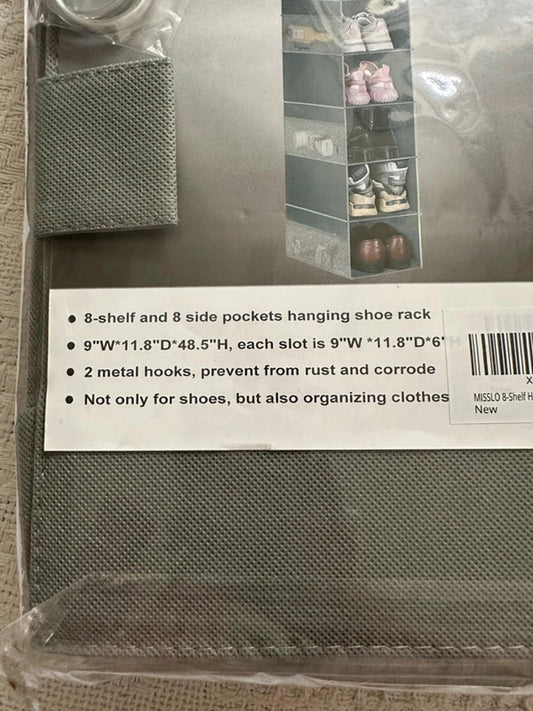 • 8-shelf and 8 side pockets hanging shoe rack
• 9"W*11.8"D*48.5"H, each slot is 9"W *11.8"D*6"H
• 2 metal hooks, prevent from rust and corrode
• Not only for shoes, but also organizing clothes
X
MISSLO 8-Shelf H
New